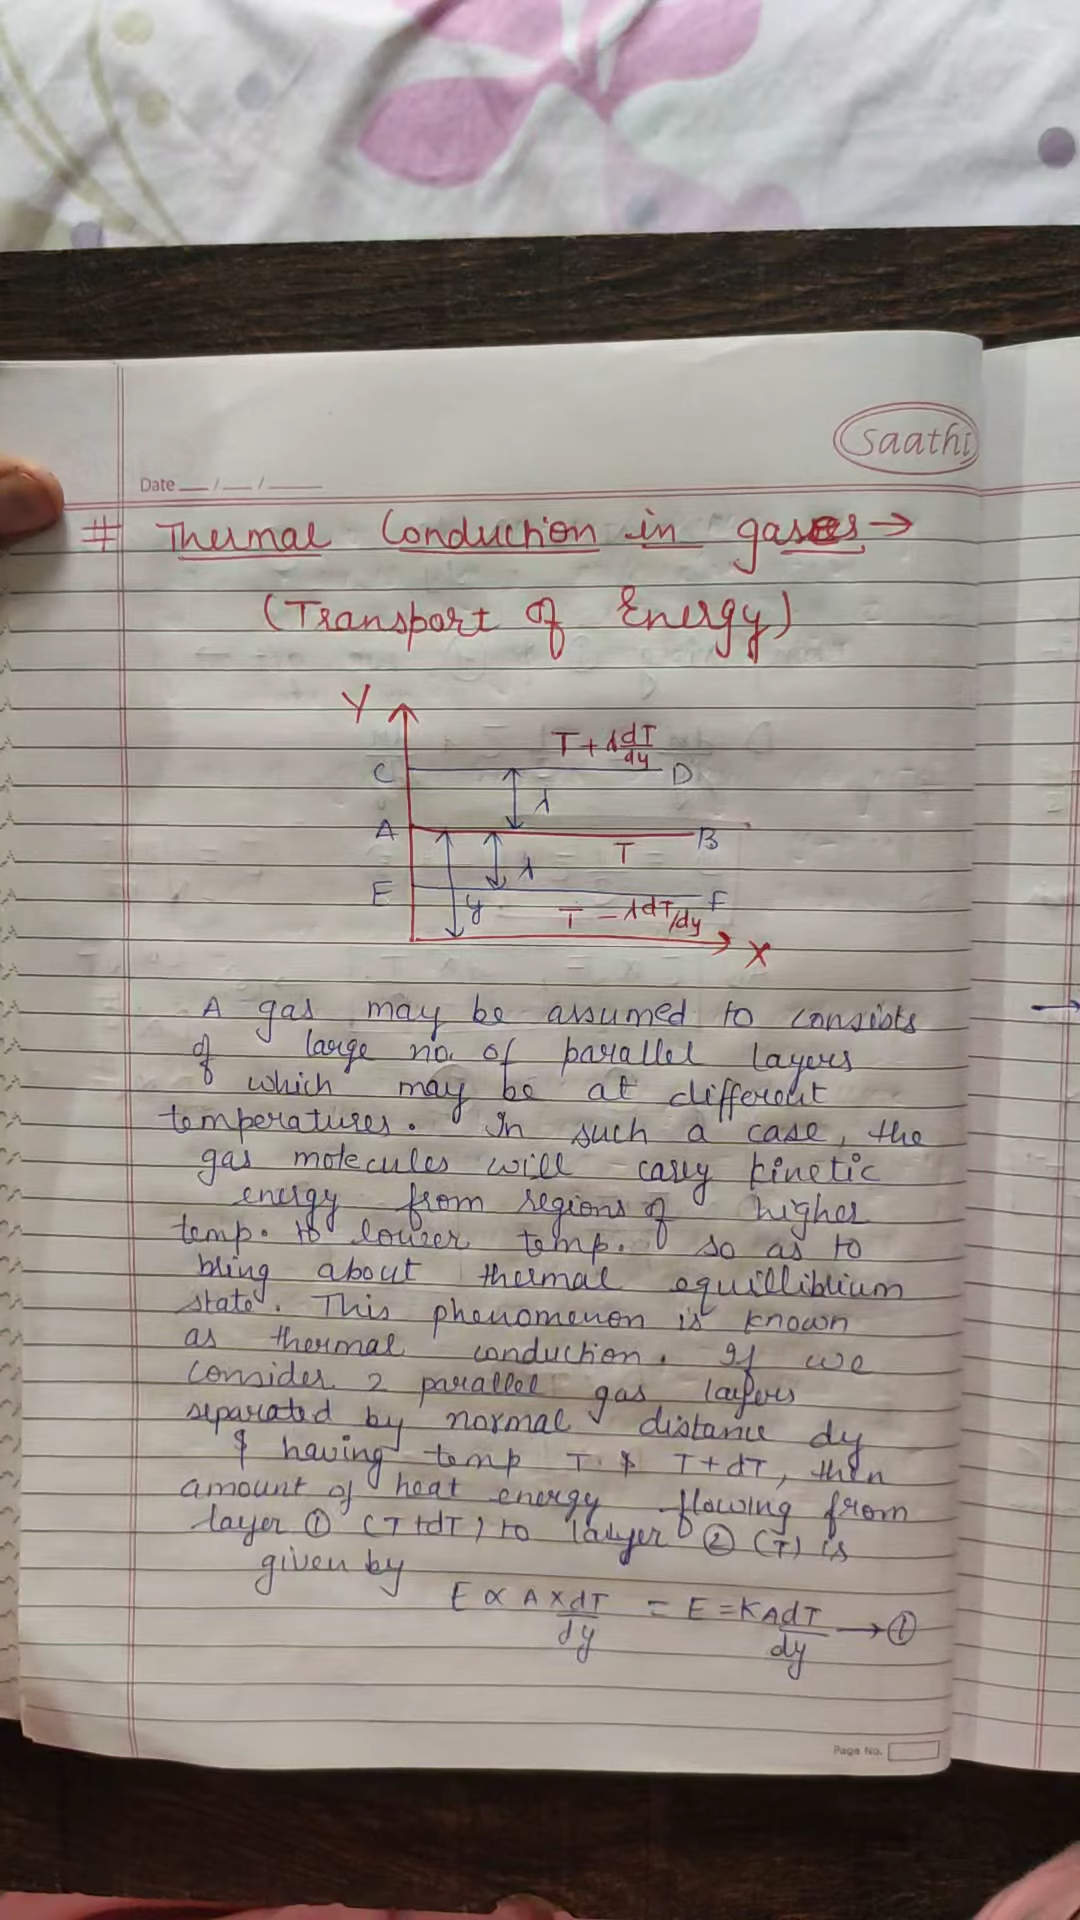 Saathi
Date __/__/____
# Thermal Conduction in gases →
(Transport of Energy)
Y
T + λ dT/dy
C D
λ
A B
T
λ
E F
y
T - λ dT/dy
X
A gas may be assumed to consists
of large no. of parallel layers
which may be at different
temperatures. In such a case, the
gas molecules will carry kinetic
energy from regions of higher
temp. to lower temp. so as to
bring about thermal equillibrium
state. This phenomenon is known
as thermal conduction. If we
consider 2 parallel gas layers
separated by normal distance dy
& having temp T & T+dT, then
amount of heat energy flowing from
layer ① (T+dT) to layer ② (T) is
given by
E ∝ A × dT/dy = E = KA dT/dy → ①
Page No.